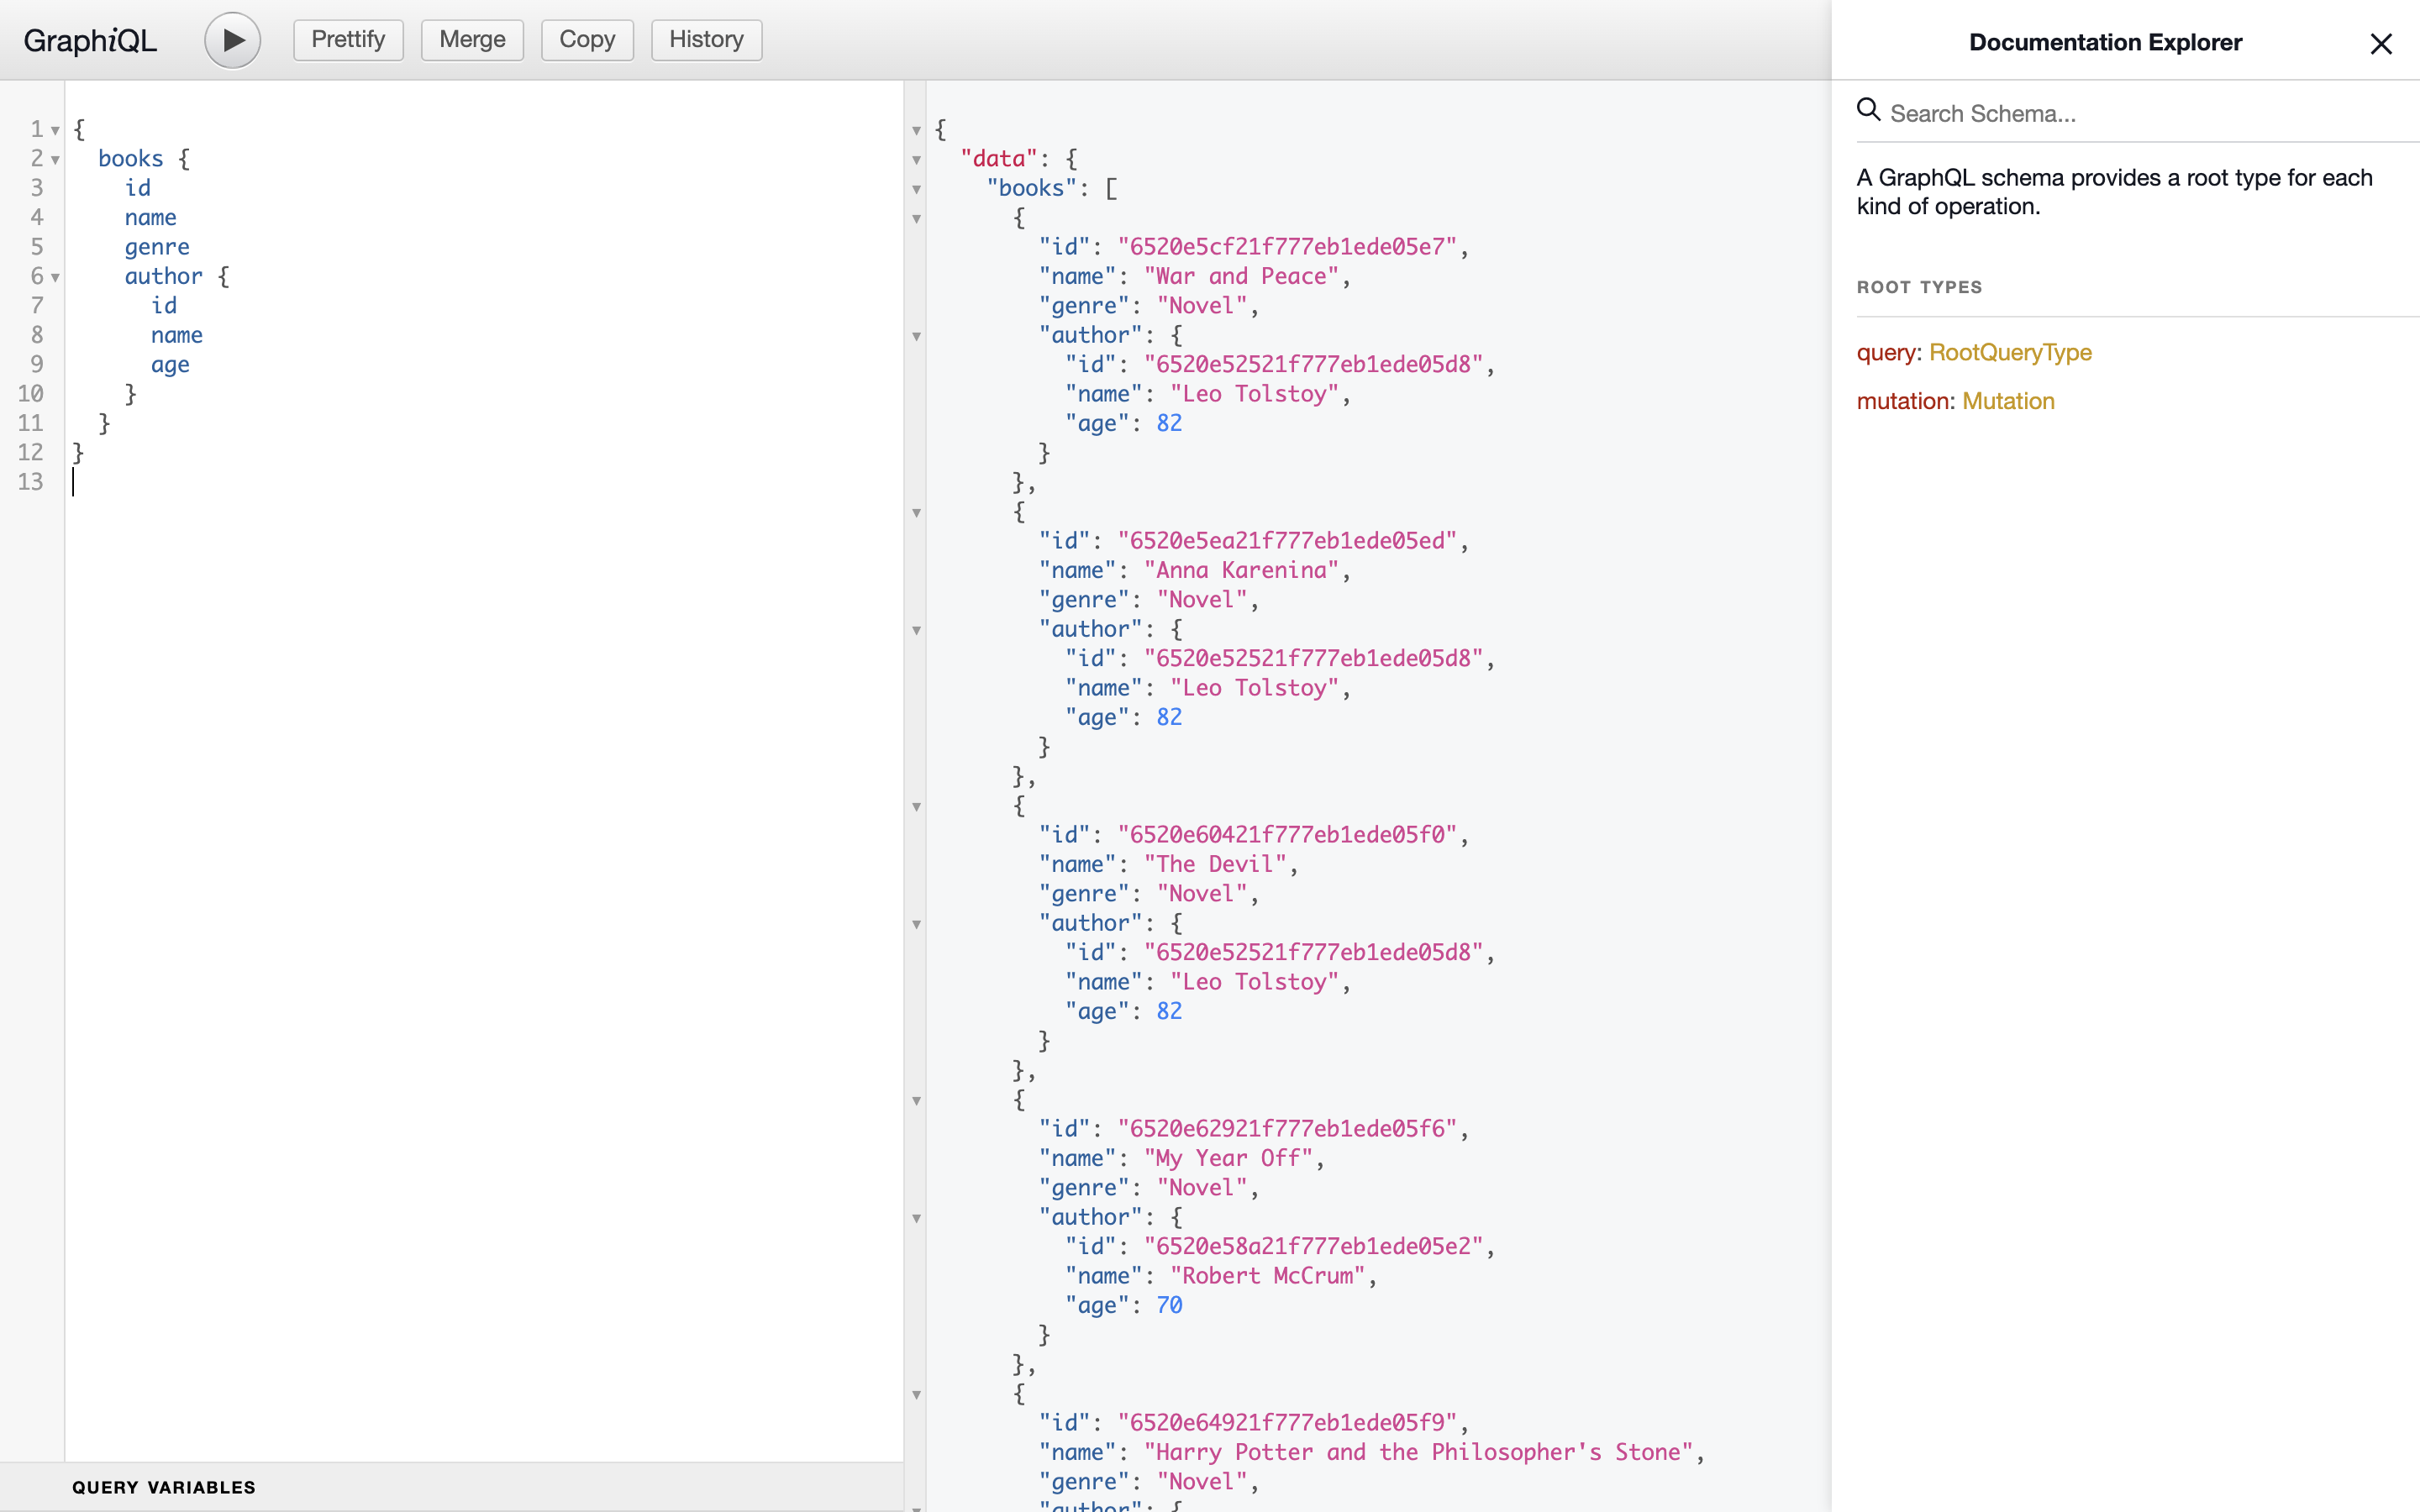 GraphiQL
Prettify
Merge
Copy
History
1 {
2 books {
3 id
4 name
5 genre
6 author {
7 id
8 name
9 age
10 }
11 }
12 }
13
QUERY VARIABLES
{
"data": {
"books": [
{
"id": "6520e5cf21f777eb1ede05e7",
"name": "War and Peace",
"genre": "Novel",
"author": {
"id": "6520e52521f777eb1ede05d8",
"name": "Leo Tolstoy",
"age": 82
}
},
{
"id": "6520e5ea21f777eb1ede05ed",
"name": "Anna Karenina",
"genre": "Novel",
"author": {
"id": "6520e52521f777eb1ede05d8",
"name": "Leo Tolstoy",
"age": 82
}
},
{
"id": "6520e60421f777eb1ede05f0",
"name": "The Devil",
"genre": "Novel",
"author": {
"id": "6520e52521f777eb1ede05d8",
"name": "Leo Tolstoy",
"age": 82
}
},
{
"id": "6520e62921f777eb1ede05f6",
"name": "My Year Off",
"genre": "Novel",
"author": {
"id": "6520e58a21f777eb1ede05e2",
"name": "Robert McCrum",
"age": 70
}
},
{
"id": "6520e64921f777eb1ede05f9",
"name": "Harry Potter and the Philosopher's Stone",
"genre": "Novel",
"author": {
Documentation Explorer
Search Schema...
A GraphQL schema provides a root type for each
kind of operation.
ROOT TYPES
query: RootQueryType
mutation: Mutation